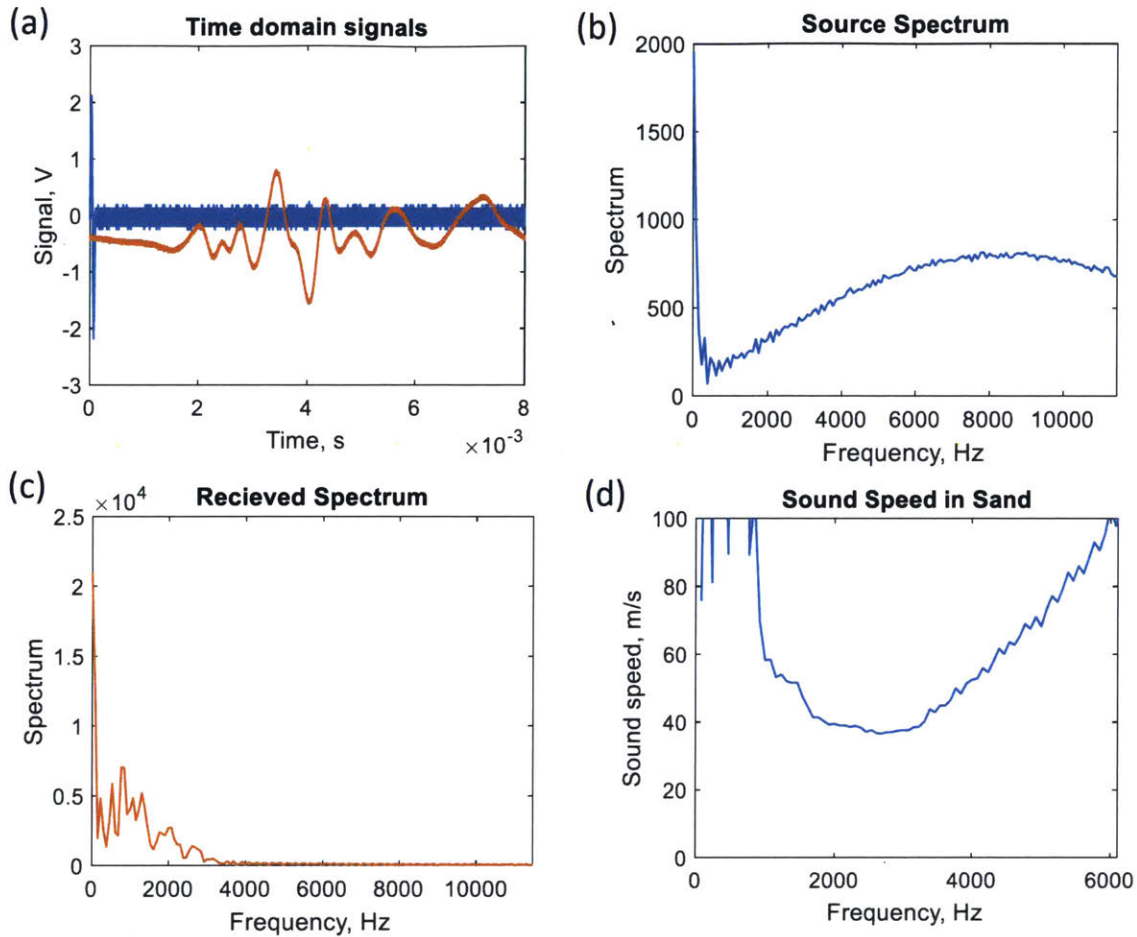 (a)
Time domain signals
3
2
1
0
-1
-2
-3
Signal, V
0
2
4
6
8
Time, s
×10⁻³
(b)
Source Spectrum
2000
1500
1000
500
0
Spectrum
0
2000
4000
6000
8000
10000
Frequency, Hz
(c)
×10⁴
Recieved Spectrum
2.5
2
1.5
1
0.5
0
Spectrum
0
2000
4000
6000
8000
10000
Frequency, Hz
(d)
Sound Speed in Sand
100
80
60
40
20
0
Sound speed, m/s
0
2000
4000
6000
Frequency, Hz